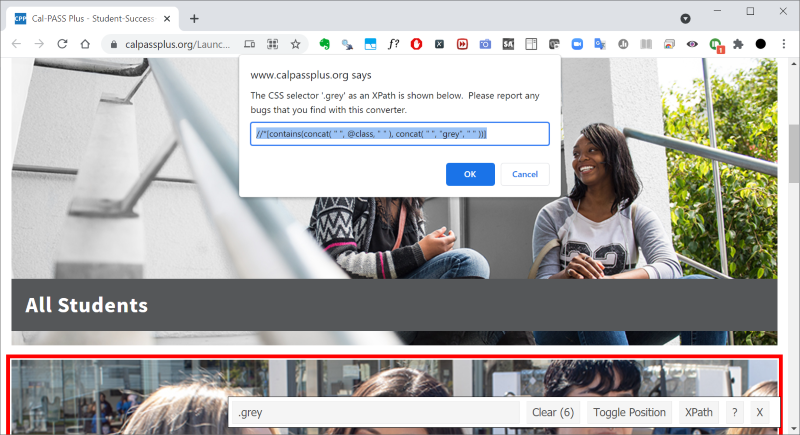 CPP Cal-PASS Plus - Student-Success
calpassplus.org/Launc...
f?
SA
1
www.calpassplus.org says
The CSS selector '.grey' as an XPath is shown below. Please report any
bugs that you find with this converter.
//*[contains(concat( " ", @class, " " ), concat( " ", "grey", " " ))]
OK Cancel
22
All Students
.grey Clear (6) Toggle Position XPath ? X